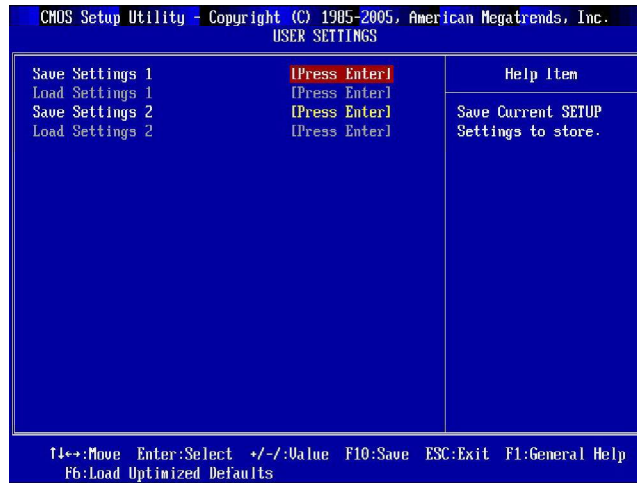 CMOS Setup Utility - Copyright (C) 1985-2005, American Megatrends, Inc.
USER SETTINGS
Save Settings 1 [Press Enter]
Load Settings 1 [Press Enter]
Save Settings 2 [Press Enter]
Load Settings 2 [Press Enter]
Help Item
Save Current SETUP
Settings to store.
↑↓←→:Move Enter:Select +/-/:Value F10:Save ESC:Exit F1:General Help
F6:Load Optimized Defaults